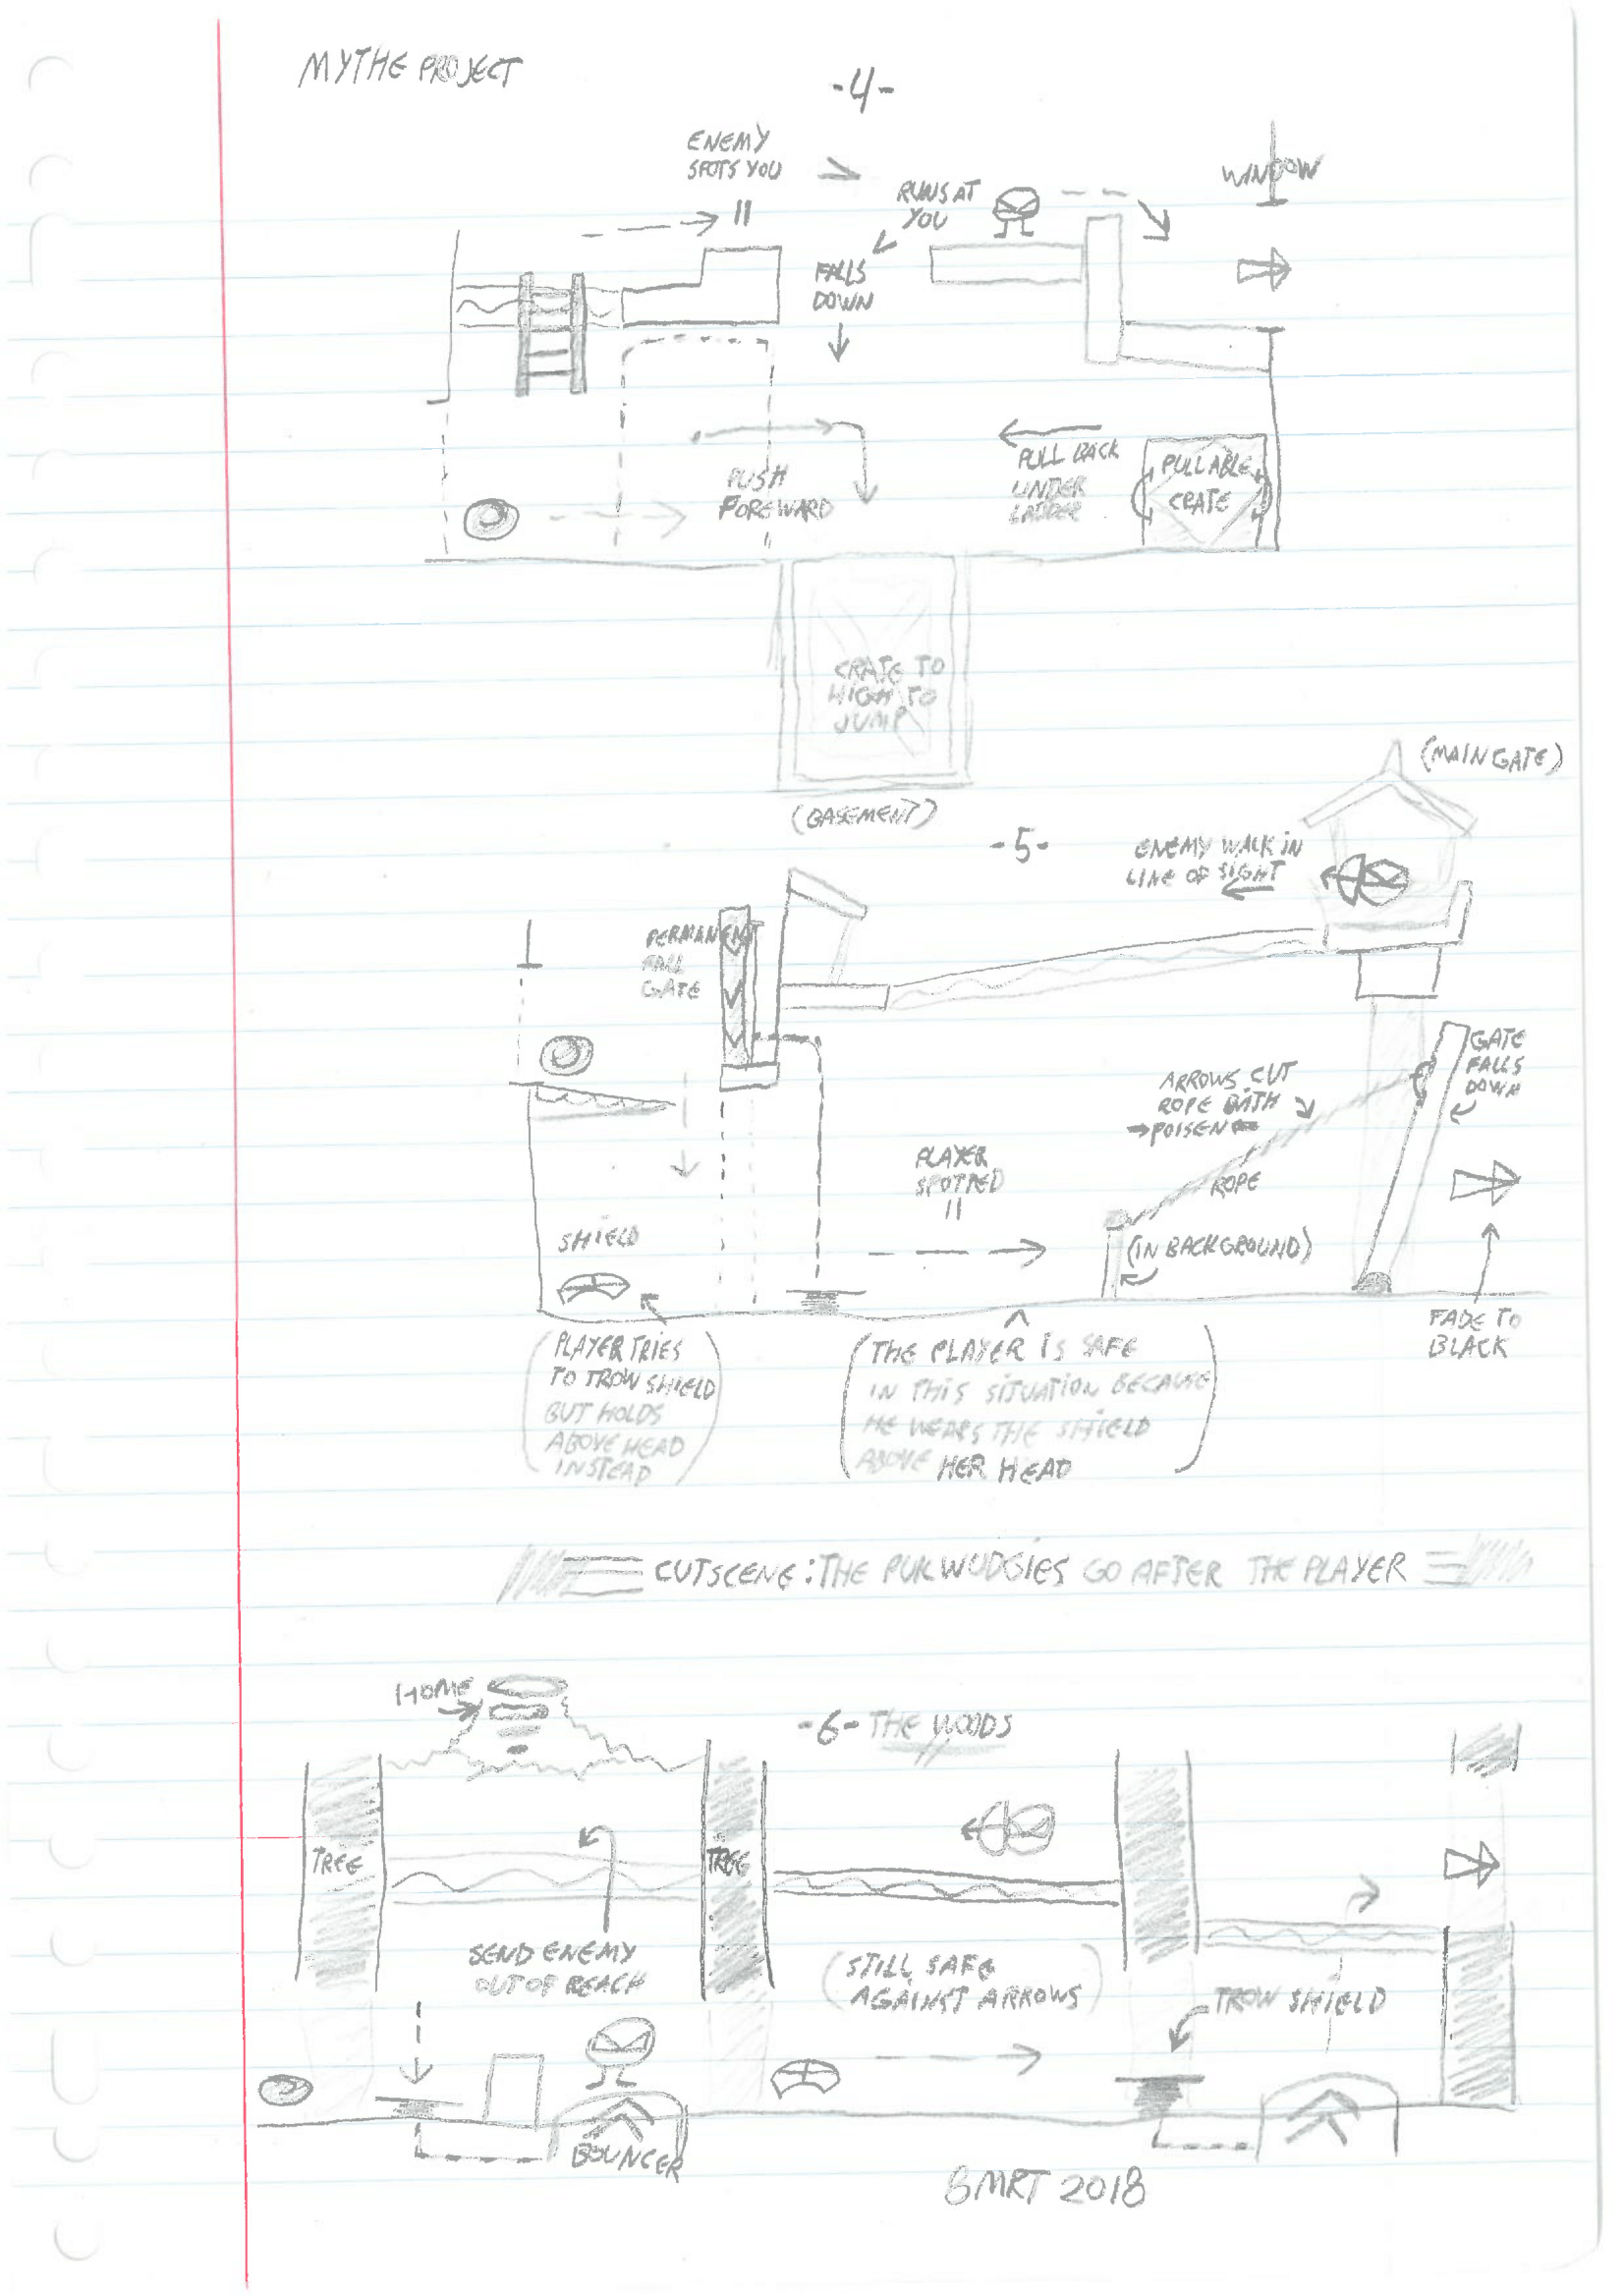 MYTHE PROJECT
-4-
ENEMY
SPOTS YOU
RUNS AT
YOU
WINDOW
FALLS
DOWN
PUSH
FOREWARD
PULL BACK
UNDER
LADDER
PULLABLE
CRATE
CRATE TO
HIGH TO
JUMP
(BASEMENT)
(MAIN GATE)
-5-
ENEMY WALK IN
LINE OF SIGHT
PERMANENT
FALL
GATE
GATE
FALLS
DOWN
ARROWS CUT
ROPE WITH
POISEN
PLAYER
SPOTTED
ROPE
SHIELD
(IN BACKGROUND)
FADE TO
BLACK
(PLAYER TRIES
TO TROW SHIELD
BUT HOLDS
ABOVE HEAD
INSTEAD)
(THE PLAYER IS SAFE
IN THIS SITUATION BECAUSE
HE WEARS THE SHIELD
ABOVE HER HEAD)
CUTSCENE: THE PUKWUDGIES GO AFTER THE PLAYER
HOME
-6- THE WOODS
TREE
TREE
SEND ENEMY
OUT OF REACH
(STILL SAFE
AGAINST ARROWS)
TROW SHIELD
BOUNCER
BMRT 2018